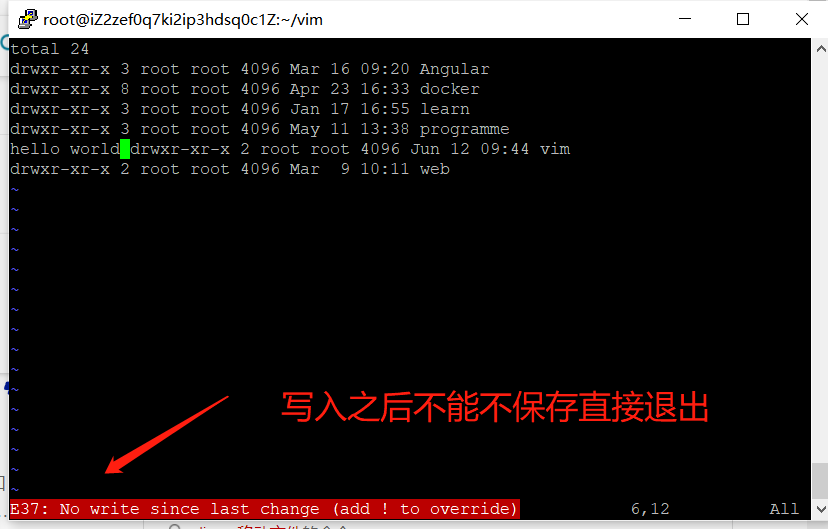 root@iZ2zef0q7ki2ip3hdsq0c1Z:~/vim
total 24
drwxr-xr-x 3 root root 4096 Mar 16 09:20 Angular
drwxr-xr-x 8 root root 4096 Apr 23 16:33 docker
drwxr-xr-x 3 root root 4096 Jan 17 16:55 learn
drwxr-xr-x 3 root root 4096 May 11 13:38 programme
hello world drwxr-xr-x 2 root root 4096 Jun 12 09:44 vim
drwxr-xr-x 2 root root 4096 Mar  9 10:11 web
~
~
~
~
~
~
~
~
~
~
~
写入之后不能不保存直接退出
~
~
~
~
~
E37: No write since last change (add ! to override) 6,12 All